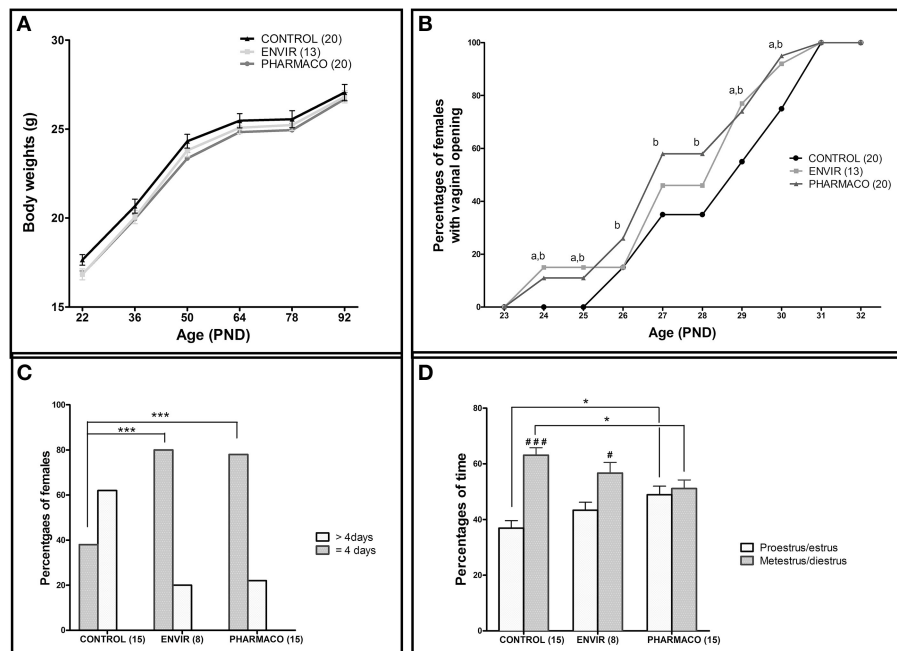 A
CONTROL (20)
ENVIR (13)
PHARMACO (20)
30
25
20
15
Body weights (g)
22 36 50 64 78 92
Age (PND)
B
100
80
60
40
20
0
Percentages of females
with vaginal opening
a,b a,b b b b a,b a,b
CONTROL (20)
ENVIR (13)
PHARMACO (20)
23 24 25 26 27 28 29 30 31 32
Age (PND)
C
100
80
60
40
20
0
Percentgaes of females
***
***
> 4days
= 4 days
CONTROL (15) ENVIR (8) PHARMACO (15)
D
80
60
40
20
0
Percentages of time
*
*
###
#
Proestrus/estrus
Metestrus/diestrus
CONTROL (15) ENVIR (8) PHARMACO (15)